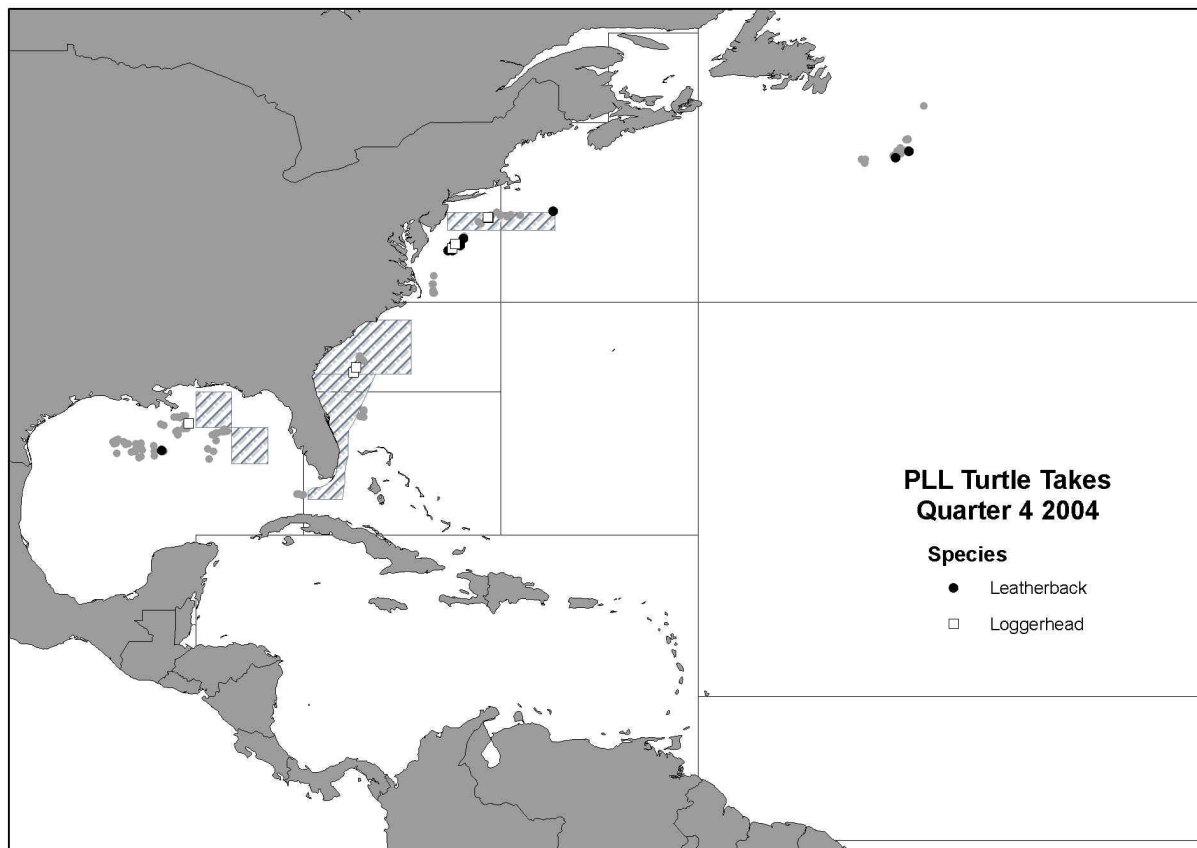 PLL Turtle Takes
Quarter 4 2004
Species
Leatherback
Loggerhead